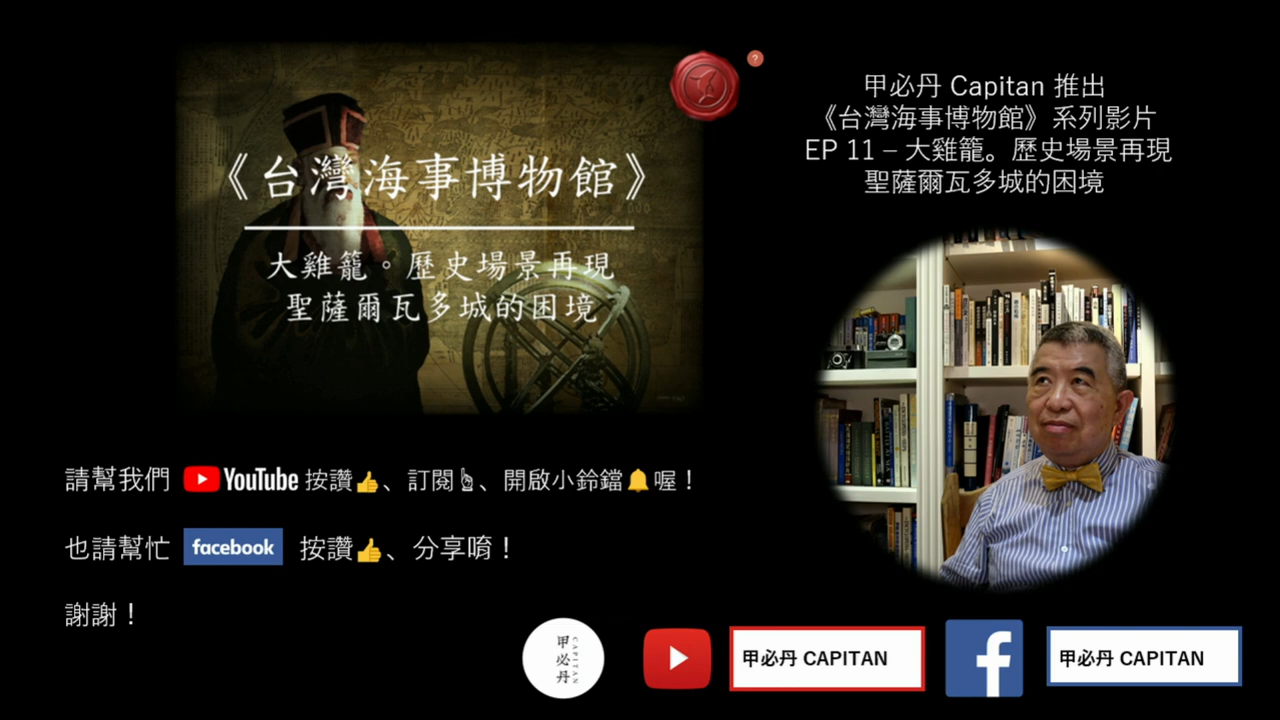 《台灣海事博物館》
大雞籠。歷史場景再現
聖薩爾瓦多城的困境
?
甲必丹 Capitan 推出
《台灣海事博物館》系列影片
EP 11 – 大雞籠。歷史場景再現
聖薩爾瓦多城的困境
請幫我們 YouTube 按讚👍、訂閱👆、開啟小鈴鐺🔔喔！
也請幫忙 facebook 按讚👍、分享唷！
謝謝！
甲必丹 CAPITAN
甲必丹 CAPITAN
甲必丹 CAPITAN